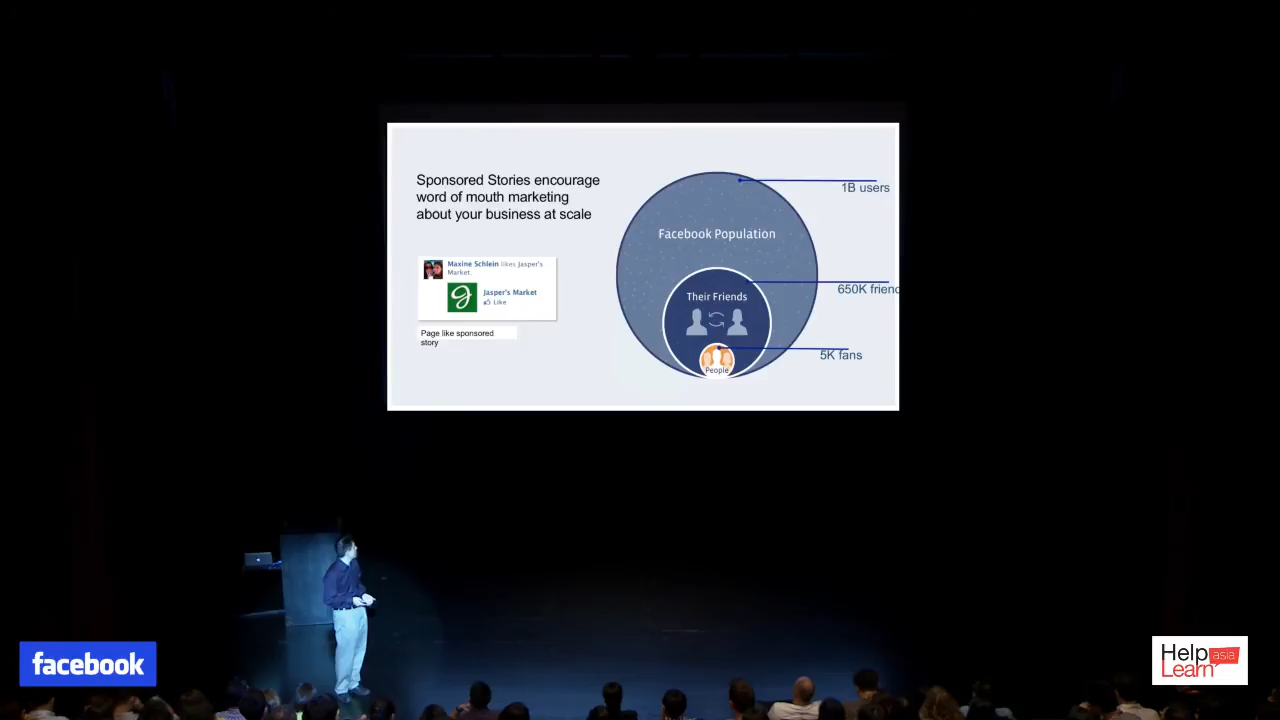 Sponsored Stories encourage
word of mouth marketing
about your business at scale
Maxine Schlein likes Jasper's
Market.
Jasper's Market
Like
Page like sponsored
story
1B users
Facebook Population
650K friend
Their Friends
5K fans
People
facebook
Help
asia
Learn